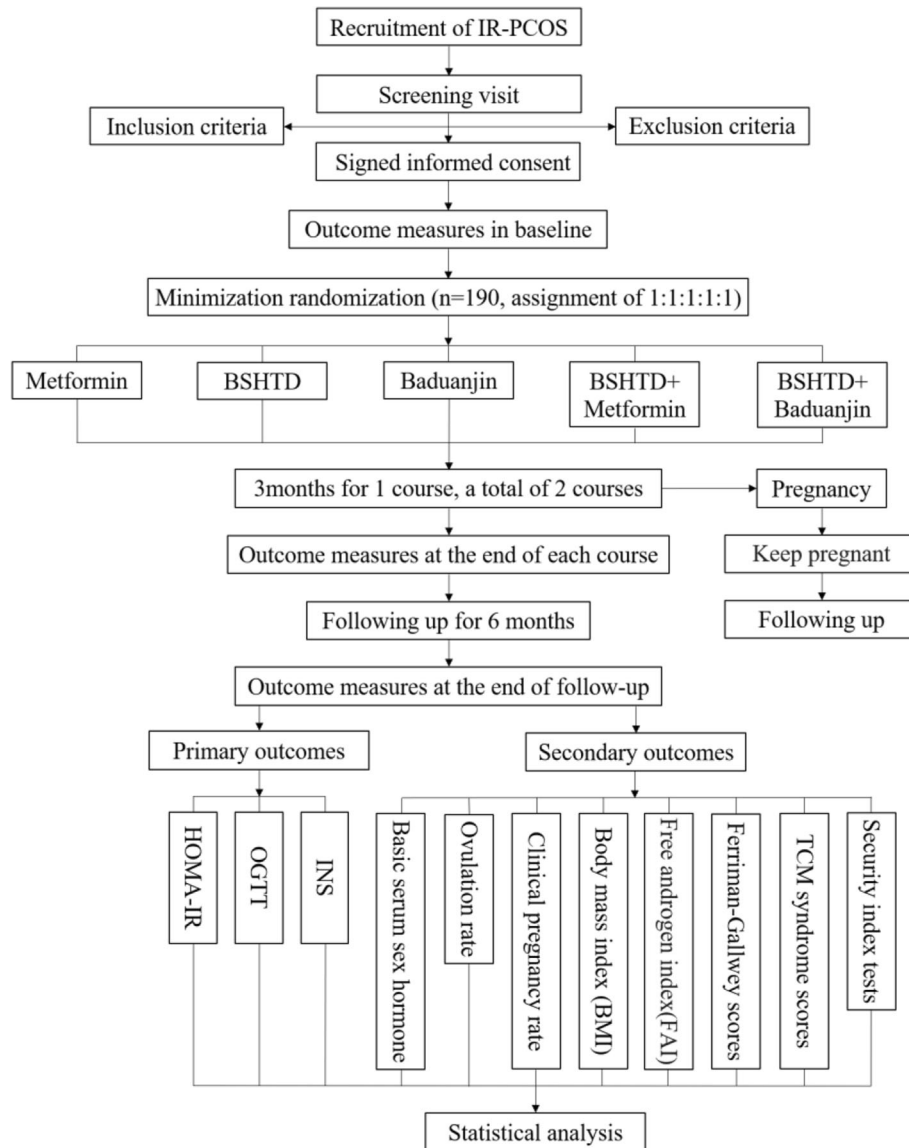 Recruitment of IR-PCOS
Screening visit
Inclusion criteria
Exclusion criteria
Signed informed consent
Outcome measures in baseline
Minimization randomization (n=190, assignment of 1:1:1:1:1)
Metformin
BSHTD
Baduanjin
BSHTD+
Metformin
BSHTD+
Baduanjin
3months for 1 course, a total of 2 courses
Pregnancy
Outcome measures at the end of each course
Keep pregnant
Following up for 6 months
Following up
Outcome measures at the end of follow-up
Primary outcomes
Secondary outcomes
HOMA-IR
OGTT
INS
Basic serum sex hormone
Ovulation rate
Clinical pregnancy rate
Body mass index (BMI)
Free androgen index(FAI)
Ferriman-Gallwey scores
TCM syndrome scores
Security index tests
Statistical analysis